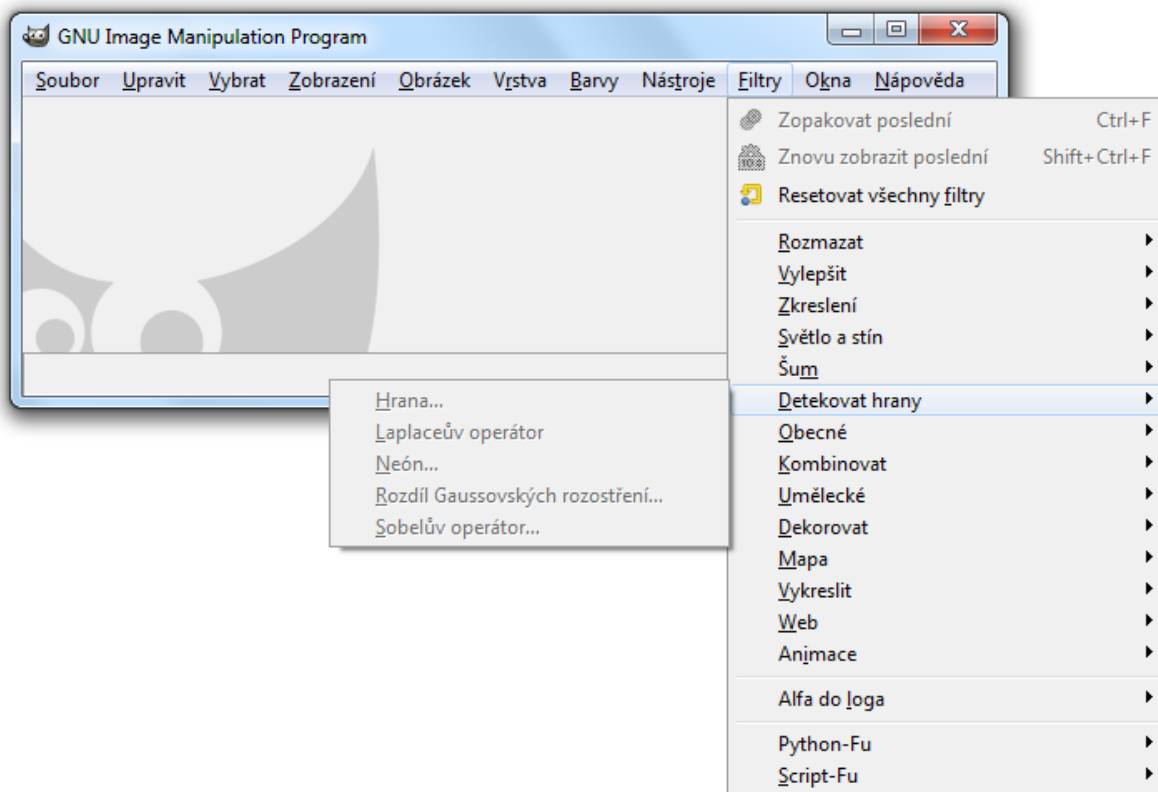 GNU Image Manipulation Program
Soubor Upravit Vybrat Zobrazení Obrázek Vrstva Barvy Nástroje Filtry Okna Nápověda
Zopakovat poslední Ctrl+F
Znovu zobrazit poslední Shift+Ctrl+F
Resetovat všechny filtry
Rozmazat
Vylepšit
Zkreslení
Světlo a stín
Šum
Detekovat hrany
Hrana...
Laplaceův operátor
Neón...
Rozdíl Gaussovských rozostření...
Sobelův operátor...
Obecné
Kombinovat
Umělecké
Dekorovat
Mapa
Vykreslit
Web
Animace
Alfa do loga
Python-Fu
Script-Fu